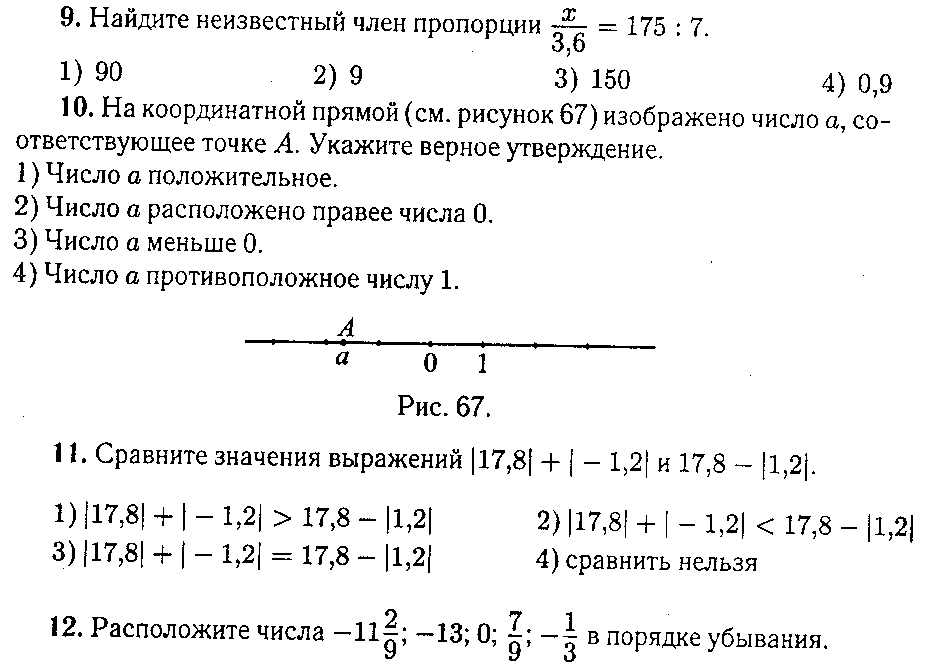 9. Найдите неизвестный член пропорции x/3,6 = 175 : 7.
1) 90 2) 9 3) 150 4) 0,9
10. На координатной прямой (см. рисунок 67) изображено число a, со-
ответствующее точке A. Укажите верное утверждение.
1) Число a положительное.
2) Число a расположено правее числа 0.
3) Число a меньше 0.
4) Число a противоположное числу 1.
A
a 0 1
Рис. 67.
11. Сравните значения выражений |17,8| + | − 1,2| и 17,8 − |1,2|.
1) |17,8| + | − 1,2| > 17,8 − |1,2| 2) |17,8| + | − 1,2| < 17,8 − |1,2|
3) |17,8| + | − 1,2| = 17,8 − |1,2| 4) сравнить нельзя
12. Расположите числа −11 2/9; −13; 0; 7/9; −1/3 в порядке убывания.